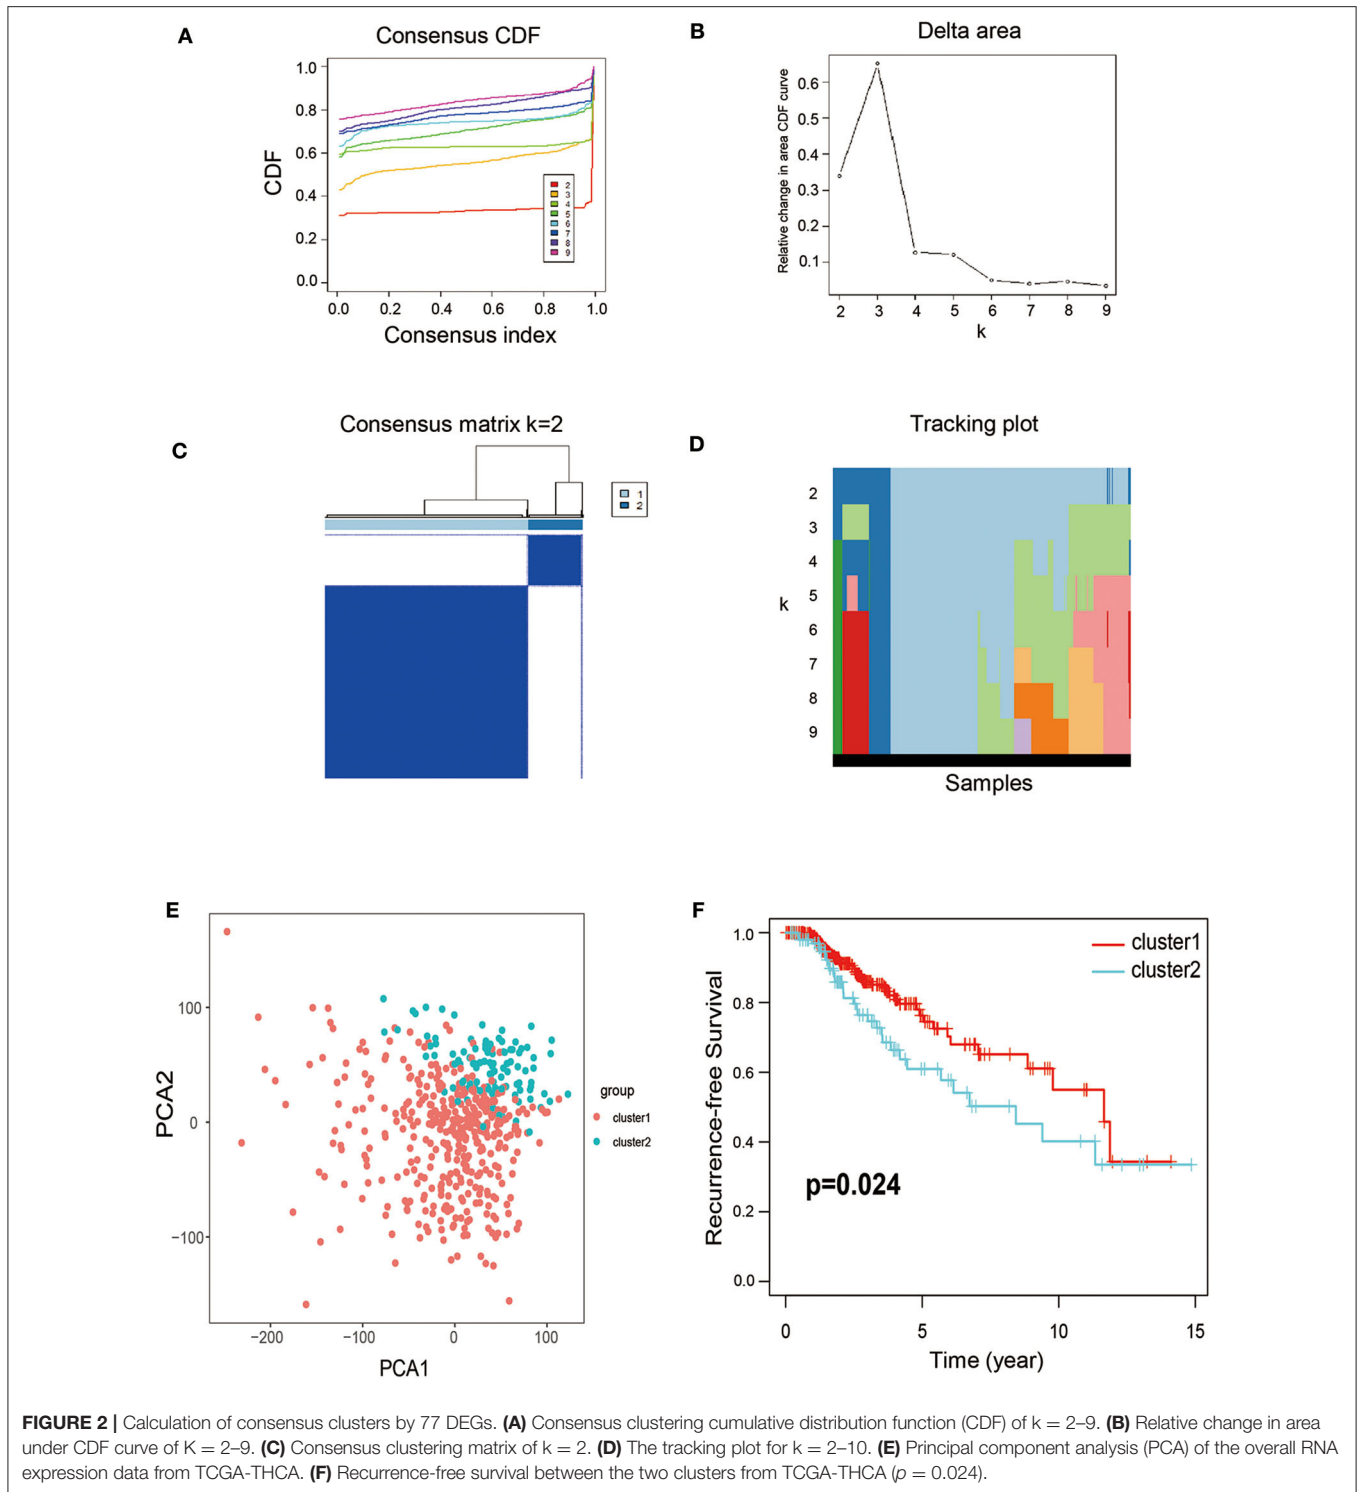 A
Consensus CDF
CDF
1.0
0.8
0.6
0.4
0.2
0.0
2
3
4
5
6
7
8
9
0.0 0.2 0.4 0.6 0.8 1.0
Consensus index
B
Delta area
Relative change in area CDF curve
0.6
0.5
0.4
0.3
0.2
0.1
2 3 4 5 6 7 8 9
k
C
Consensus matrix k=2
1
2
D
Tracking plot
k
2
3
4
5
6
7
8
9
Samples
E
PCA2
100
0
−100
−200 −100 0 100
PCA1
group
cluster1
cluster2
F
Recurrence-free Survival
1.0
0.8
0.6
0.4
0.2
0.0
cluster1
cluster2
p=0.024
0 5 10 15
Time (year)
FIGURE 2 | Calculation of consensus clusters by 77 DEGs. (A) Consensus clustering cumulative distribution function (CDF) of k = 2–9. (B) Relative change in area
under CDF curve of K = 2–9. (C) Consensus clustering matrix of k = 2. (D) The tracking plot for k = 2–10. (E) Principal component analysis (PCA) of the overall RNA
expression data from TCGA-THCA. (F) Recurrence-free survival between the two clusters from TCGA-THCA (p = 0.024).